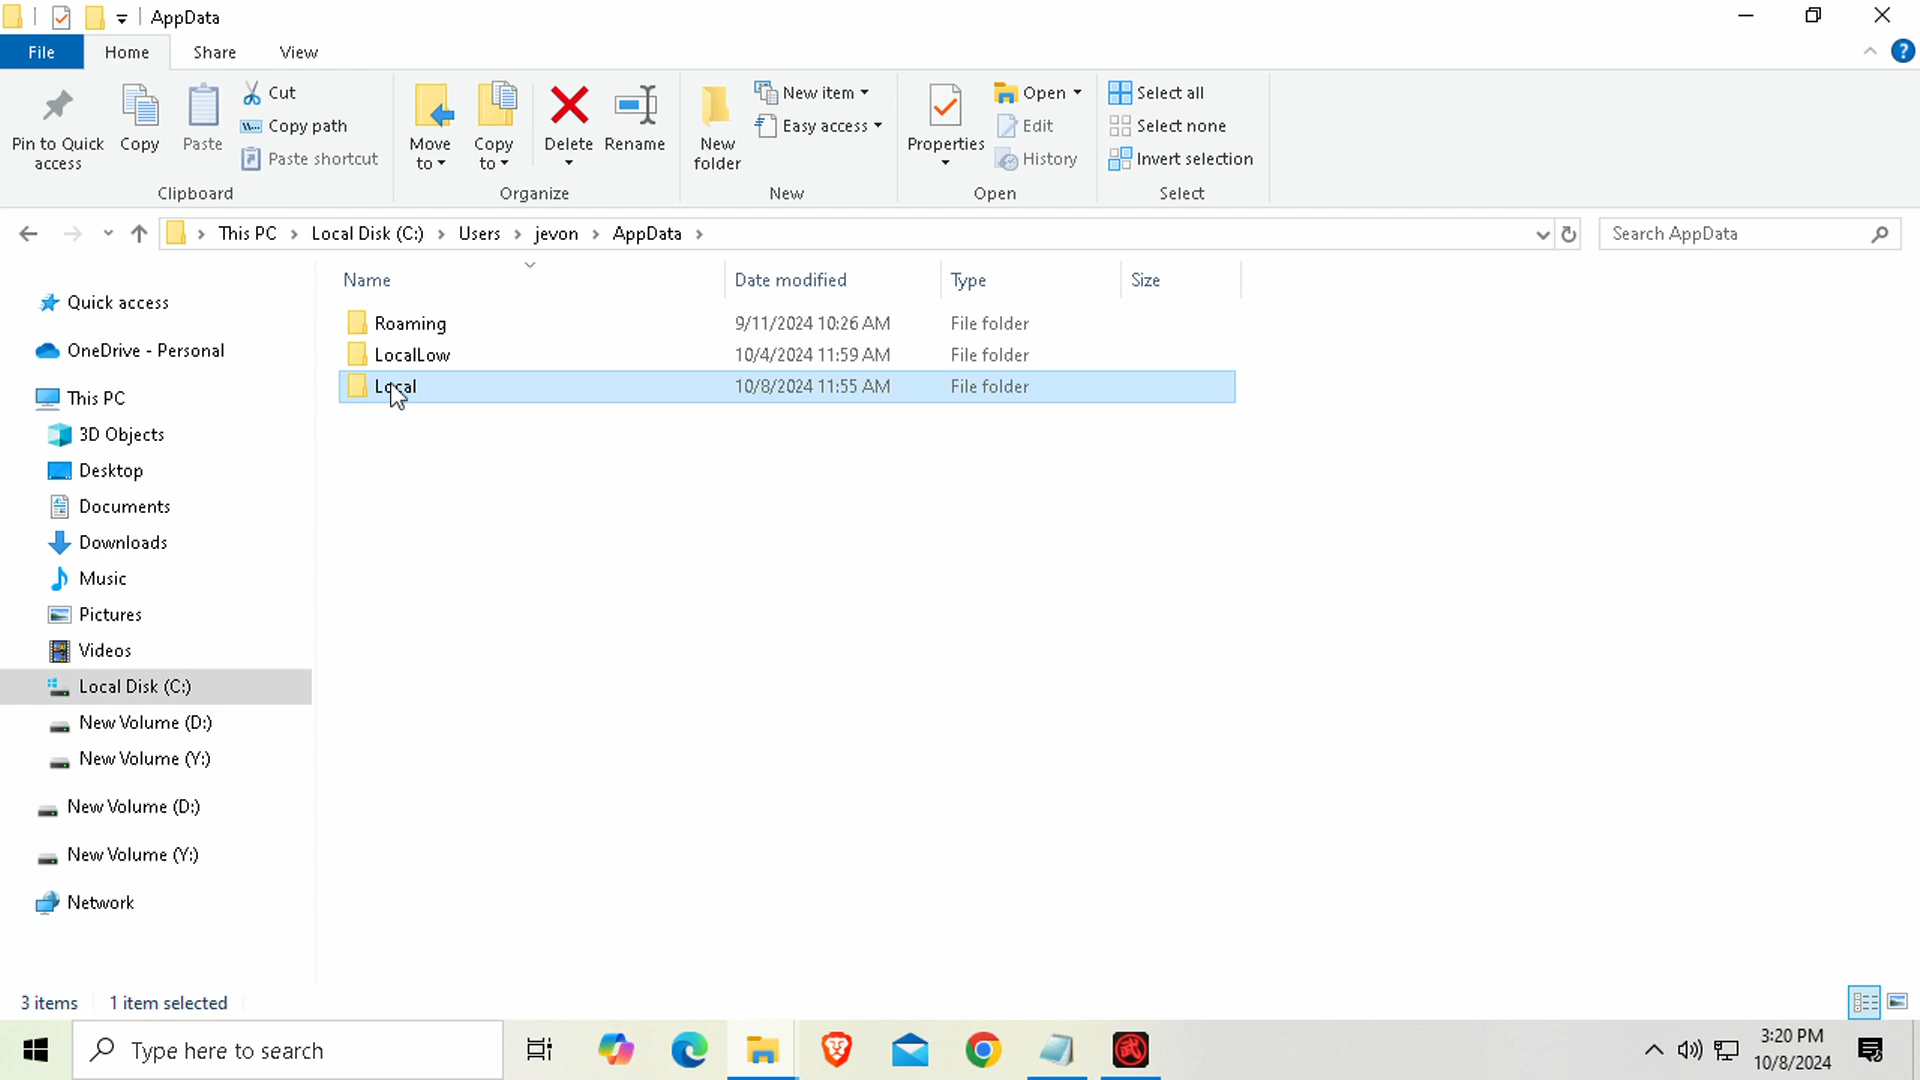 AppData
File Home Share View
Pin to Quick access
Copy
Paste
Cut
Copy path
Paste shortcut
Clipboard
Move to
Copy to
Delete
Rename
Organize
New folder
New item
Easy access
New
Properties
Open
Edit
History
Open
Select all
Select none
Invert selection
Select
This PC Local Disk (C:) Users jevon AppData
Search AppData
Name Date modified Type Size
Roaming 9/11/2024 10:26 AM File folder
LocalLow 10/4/2024 11:59 AM File folder
Local 10/8/2024 11:55 AM File folder
Quick access
OneDrive - Personal
This PC
3D Objects
Desktop
Documents
Downloads
Music
Pictures
Videos
Local Disk (C:)
New Volume (D:)
New Volume (Y:)
New Volume (D:)
New Volume (Y:)
Network
3 items 1 item selected
Type here to search
武
3:20 PM
10/8/2024